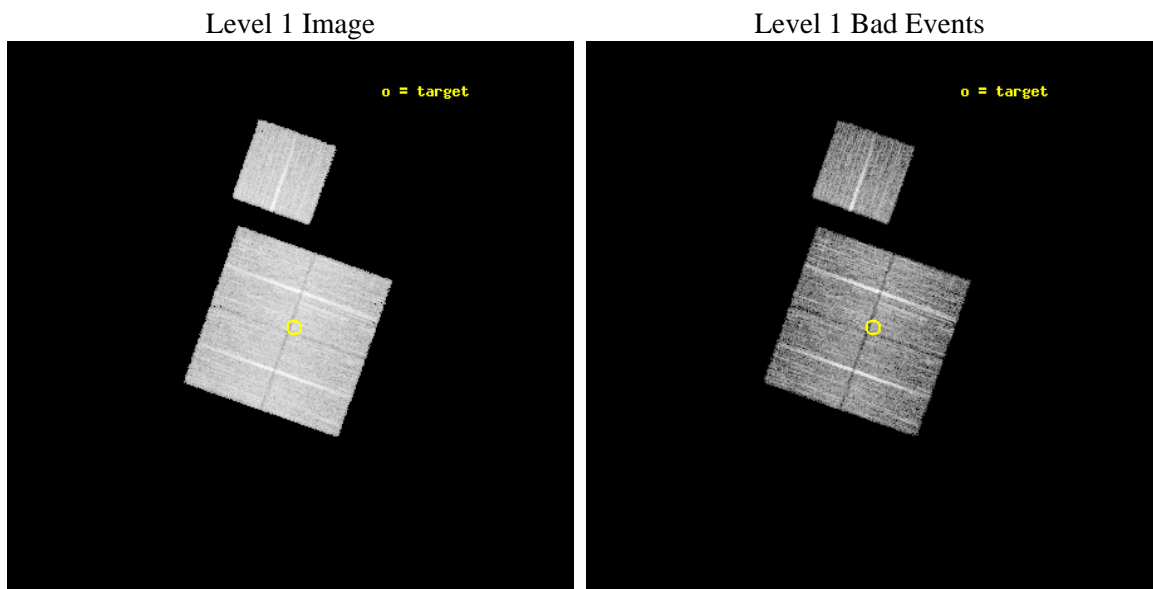 Level 1 Image
Level 1 Bad Events
o = target
o = target